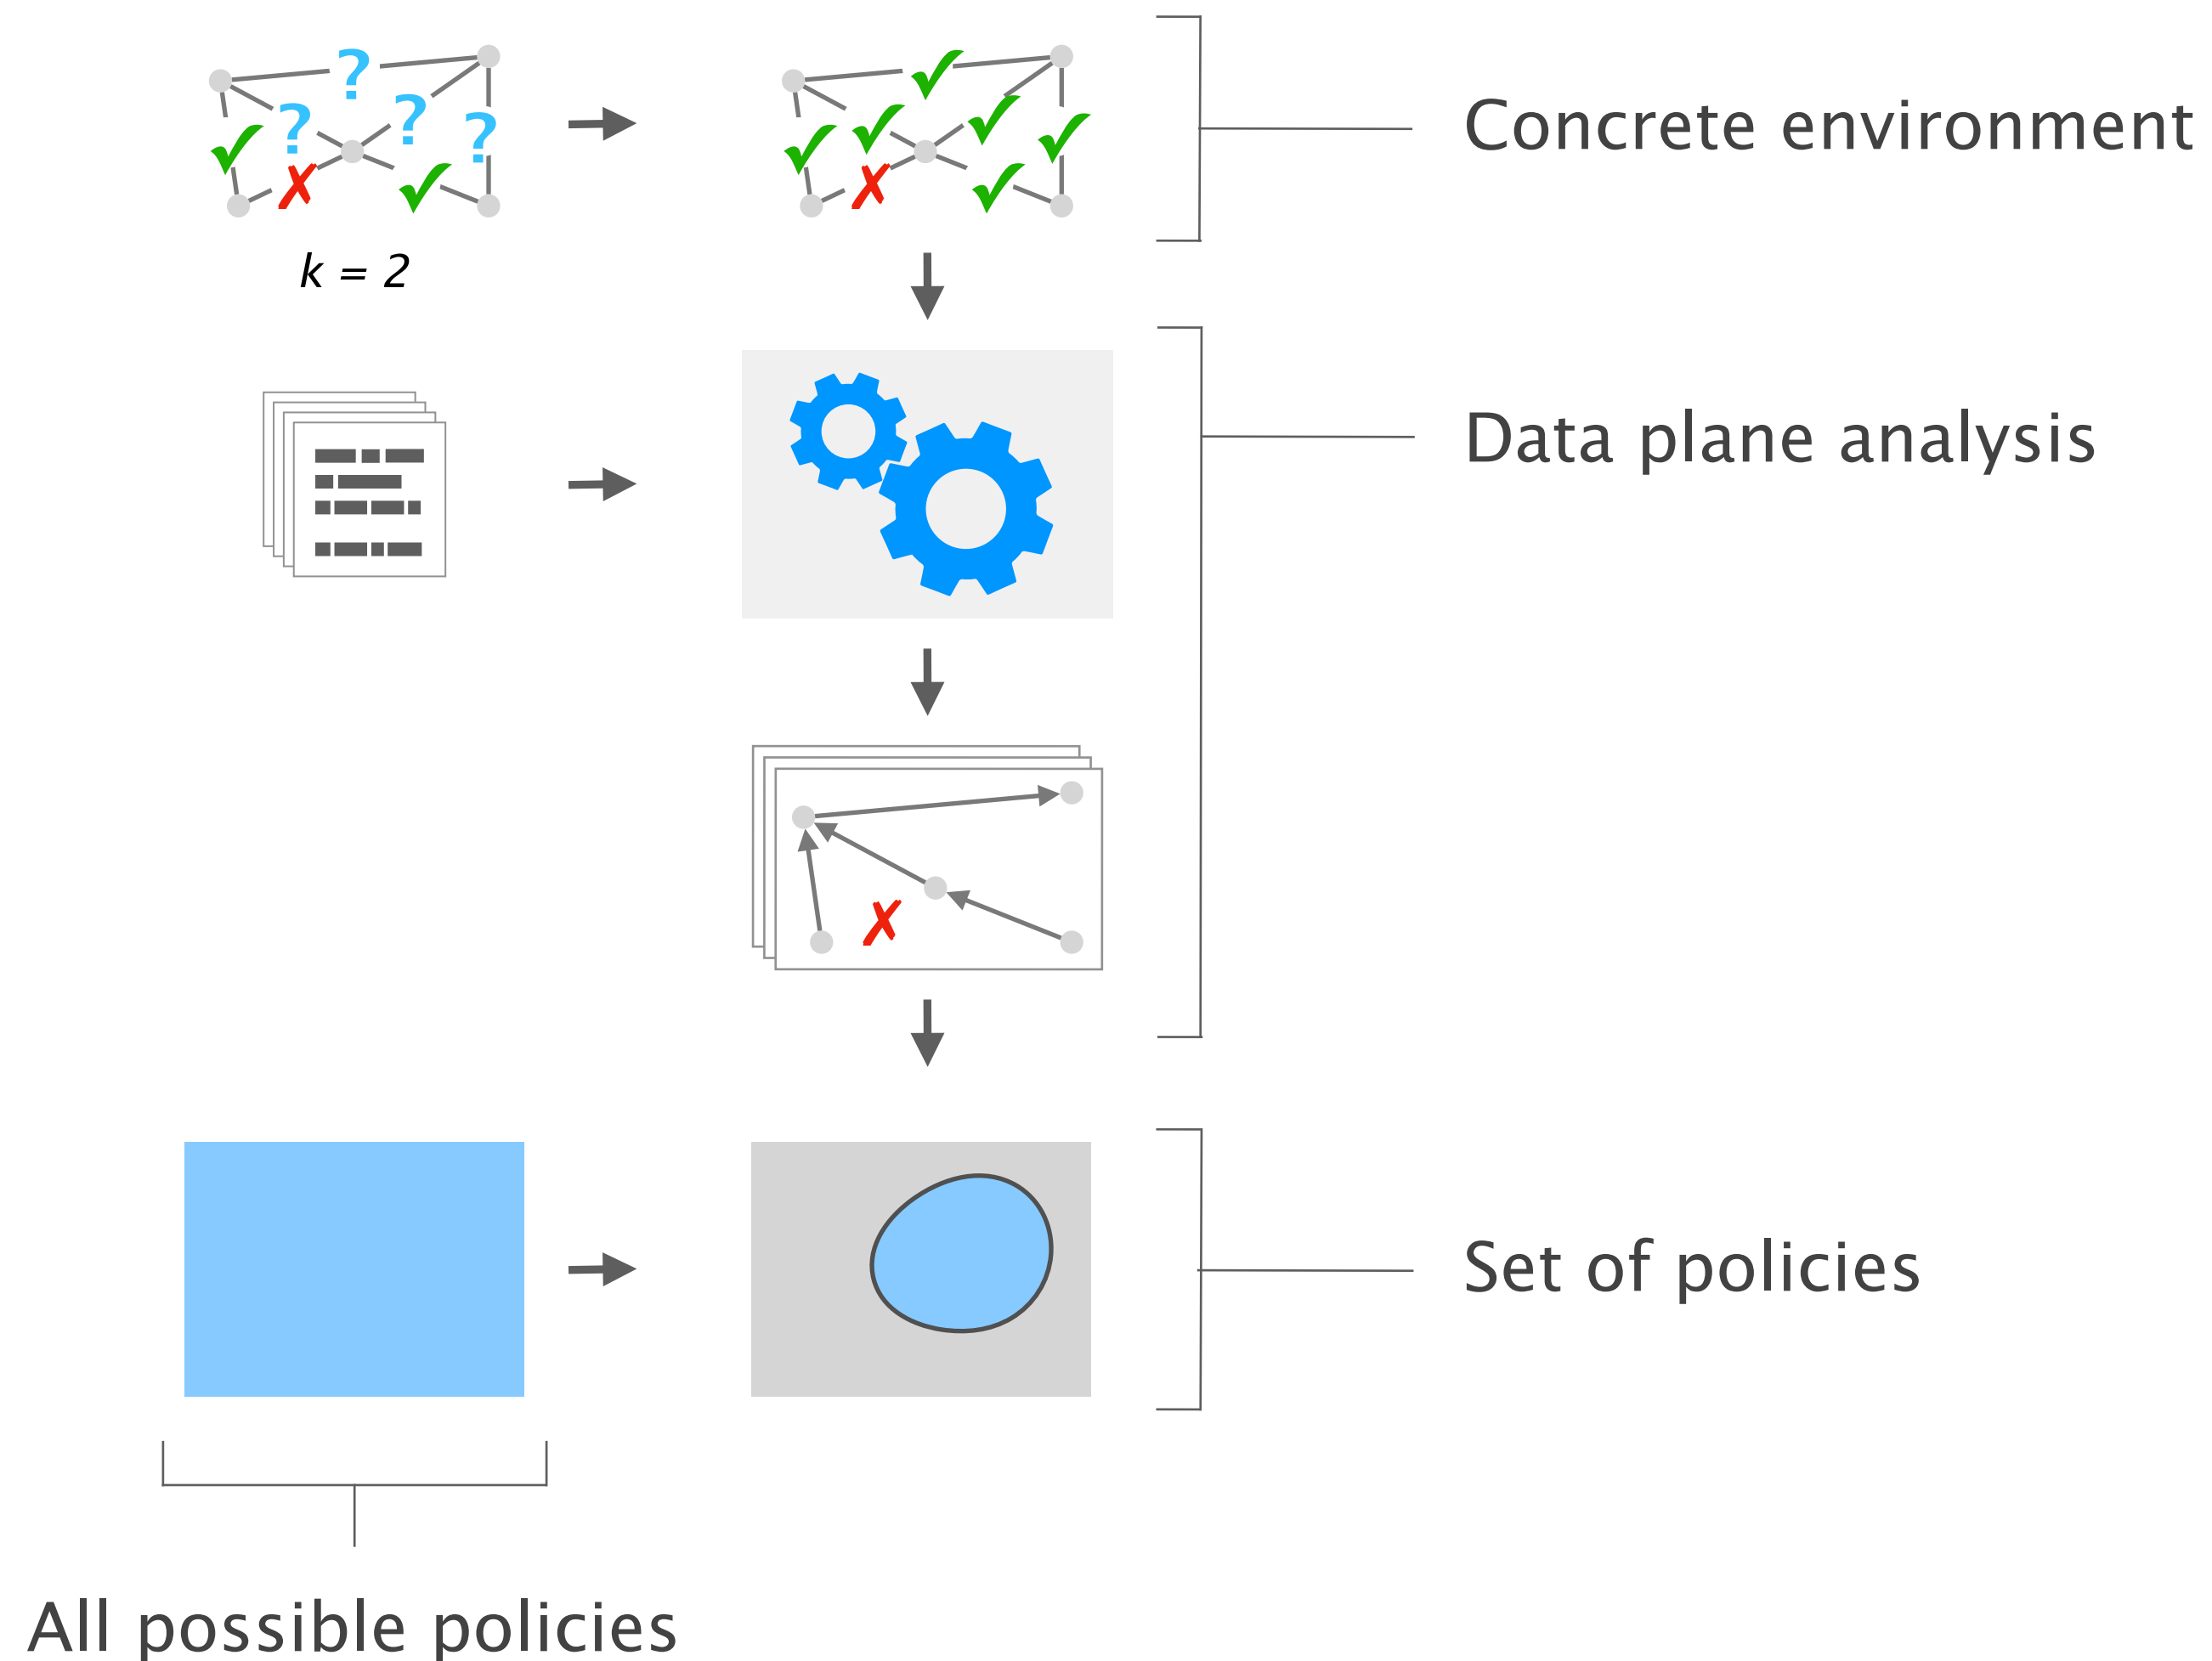 Concrete environment
k = 2
Data plane analysis
Set of policies
All possible policies